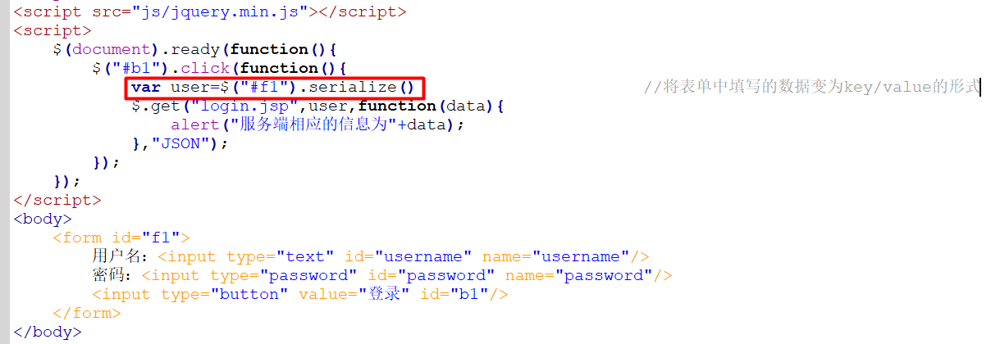 <script src="js/jquery.min.js"></script>
<script>
$(document).ready(function(){
$("#b1").click(function(){
var user=$("#f1").serialize() //将表单中填写的数据变为key/value的形式
$.get("login.jsp",user,function(data){
alert("服务端相应的信息为"+data);
},"JSON");
});
});
</script>
<body>
<form id="f1">
用户名：<input type="text" id="username" name="username"/>
密码：<input type="password" id="password" name="password"/>
<input type="button" value="登录" id="b1"/>
</form>
</body>